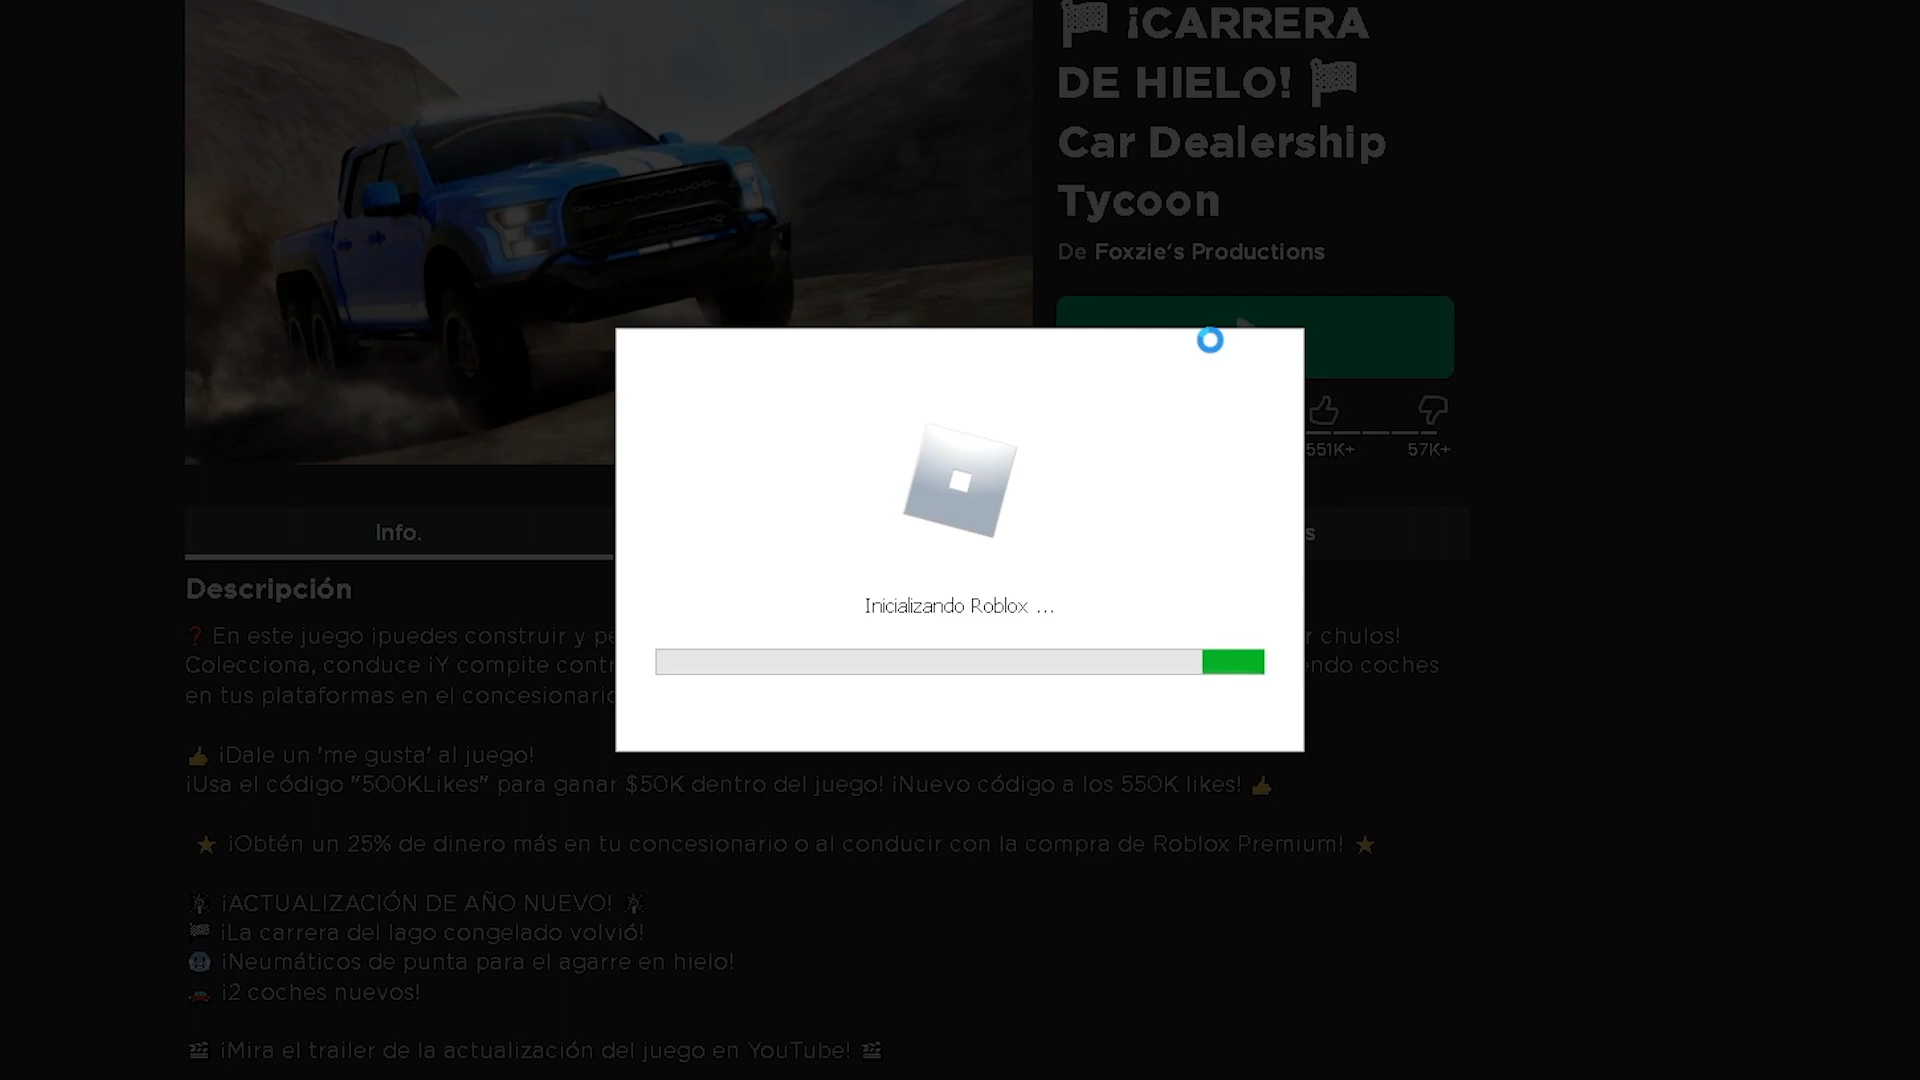 🏁 ¡CARRERA
DE HIELO! 🏁
Car Dealership
Tycoon
De Foxzie's Productions
551K+
57K+
Info.
s
Descripción
❓ En este juego ¡puedes construir y pe
r chulos!
Colecciona, conduce ¡Y compite contr
endo coches
en tus plataformas en el concesionario
Inicializando Roblox ...
👍 ¡Dale un 'me gusta' al juego!
¡Usa el código "500KLikes" para ganar $50K dentro del juego! ¡Nuevo código a los 550K likes! 👍
⭐ ¡Obtén un 25% de dinero más en tu concesionario o al conducir con la compra de Roblox Premium! ⭐
¡ACTUALIZACIÓN DE AÑO NUEVO!
🏁 ¡La carrera del lago congelado volvió!
🥶 ¡Neumáticos de punta para el agarre en hielo!
🚗 ¡2 coches nuevos!
🎬 ¡Mira el trailer de la actualización del juego en YouTube! 🎬